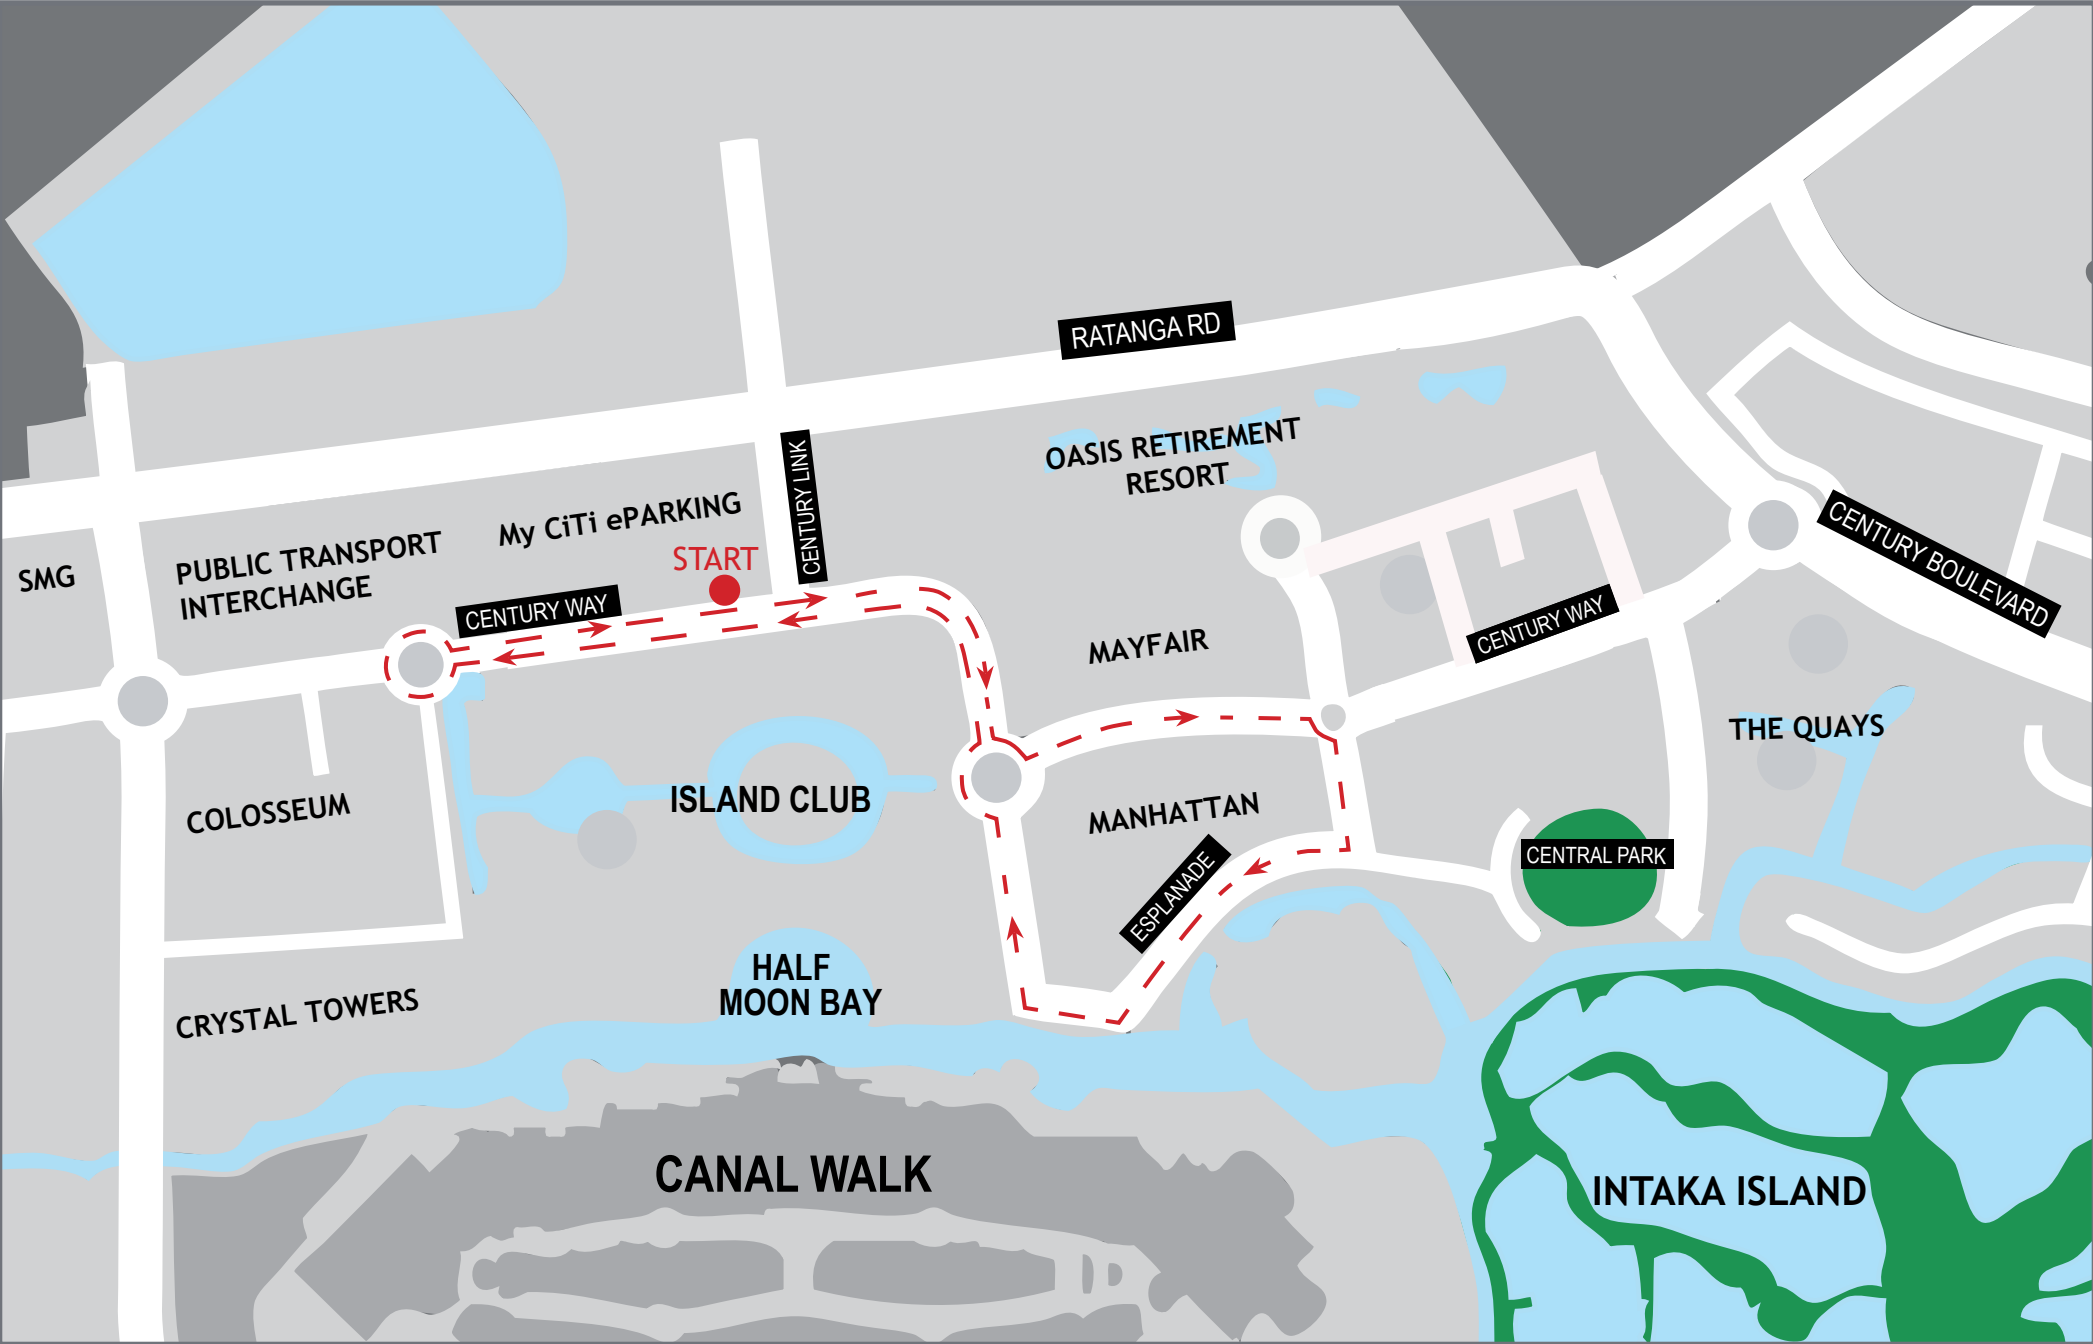 RATANGA RD
OASIS RETIREMENT
RESORT
CENTURY LINK
My CiTi ePARKING
START
PUBLIC TRANSPORT
INTERCHANGE
SMG
CENTURY WAY
CENTURY BOULEVARD
CENTURY WAY
MAYFAIR
THE QUAYS
ISLAND CLUB
COLOSSEUM
MANHATTAN
CENTRAL PARK
ESPLANADE
HALF
MOON BAY
CRYSTAL TOWERS
CANAL WALK
INTAKA ISLAND